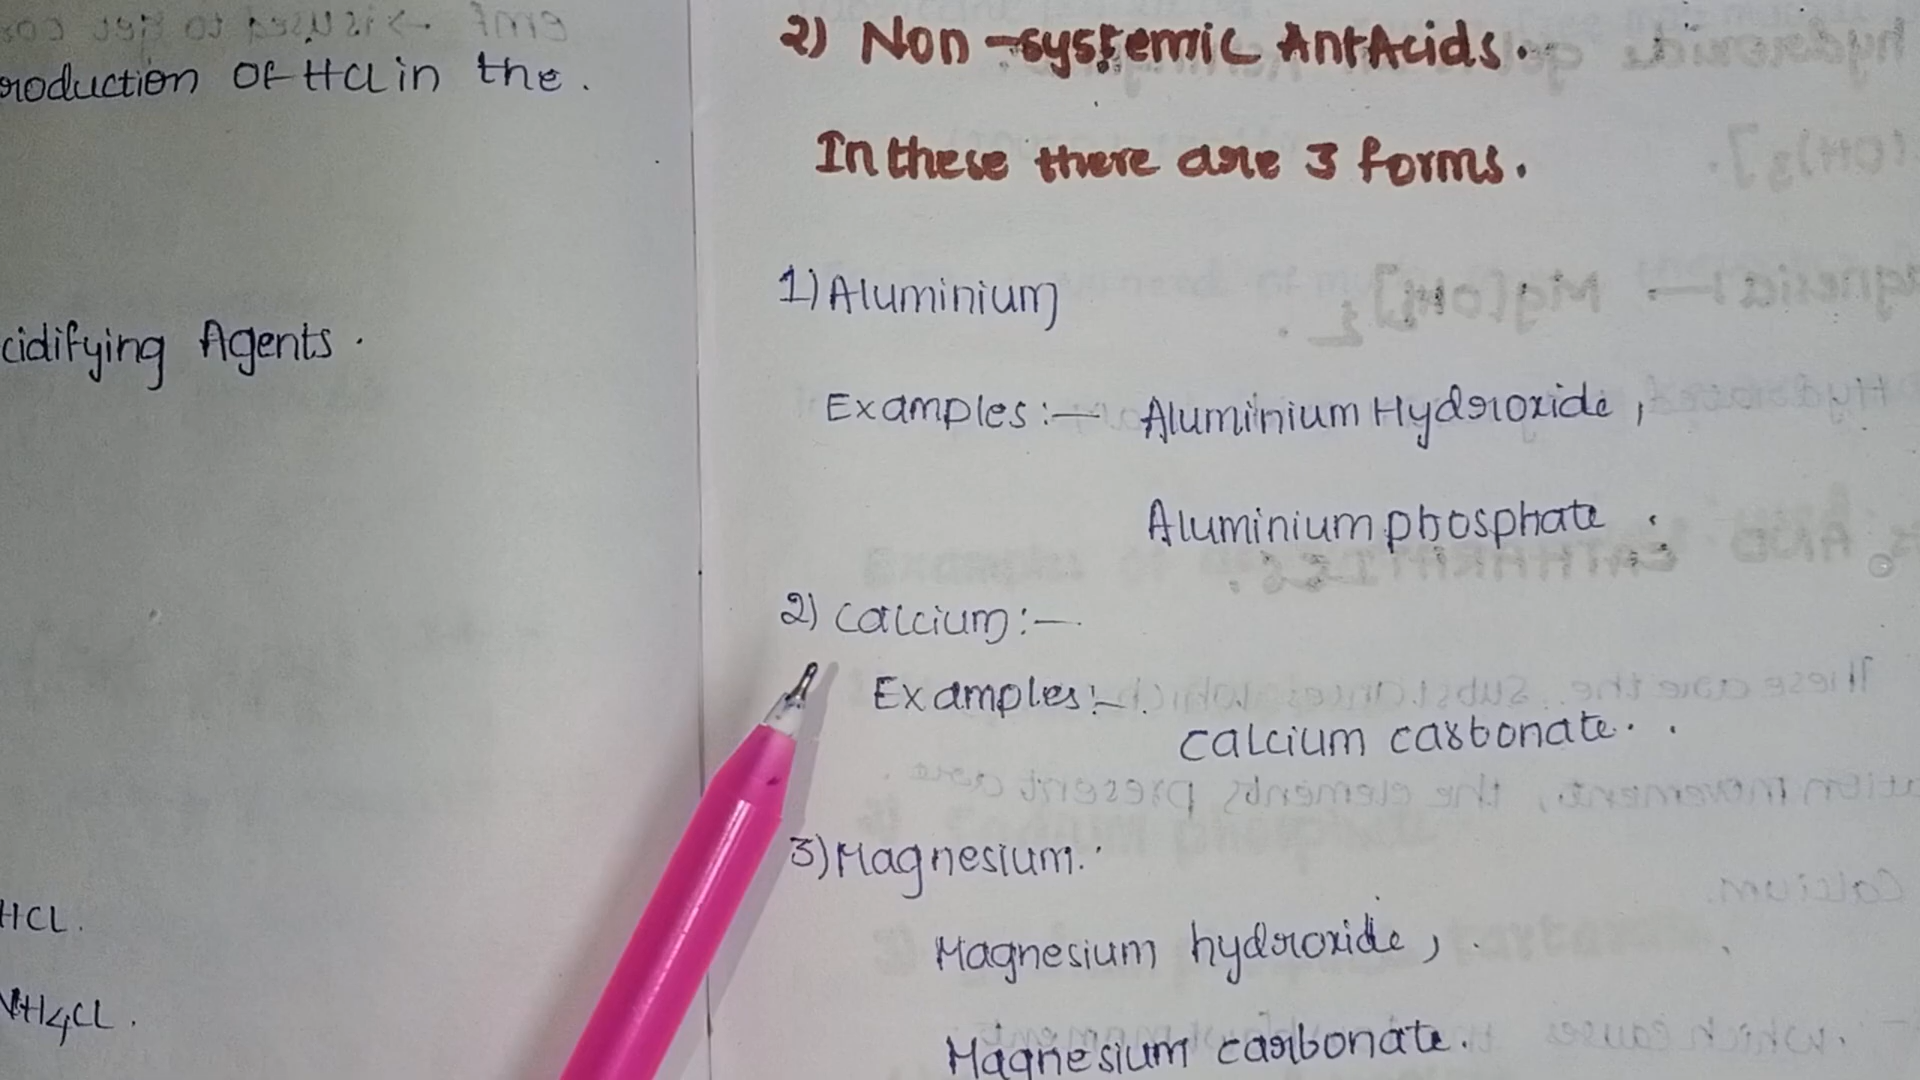 roduction OF HCl in the .
cidifying Agents .
HCL .
NH4CL .
2) Non-systemic AntAcids .
In these there are 3 forms .
1) Aluminium
Examples :— Aluminium Hydroxide ,
Aluminium phosphate .
2) Calcium :—
Examples :—
Calcium carbonate .
3) Magnesium :
Magnesium hydroxide ,
Magnesium carbonate .